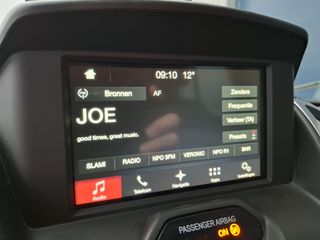 09:10 12°
Bronnen AF Zenders
JOE Frequentie
good times, great music. Verkeer (TA)
Presets
SLAM! RADIO NPO 3FM VERONIC NPO R1 BNR
Audio Telefoon Navigatie Apps Instellingen
PASSENGER AIRBAG
ON